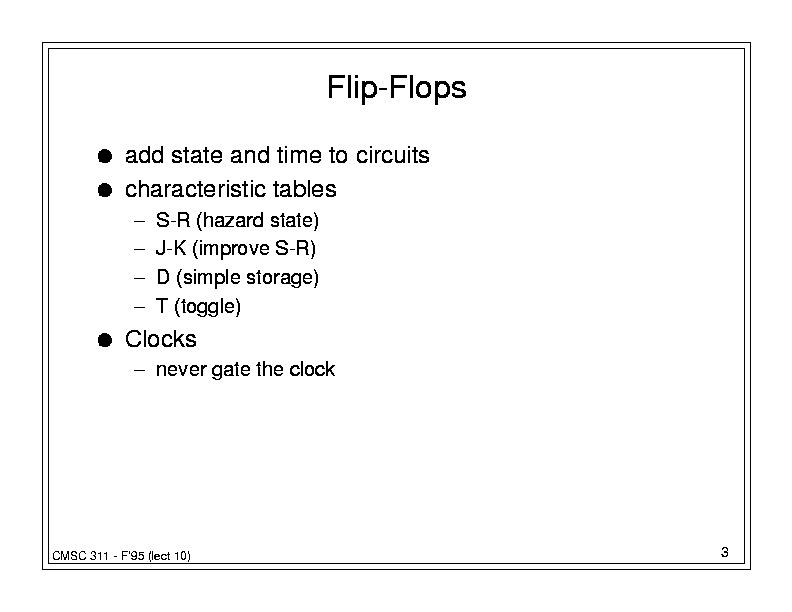 Flip-Flops
● add state and time to circuits
● characteristic tables
– S-R (hazard state)
– J-K (improve S-R)
– D (simple storage)
– T (toggle)
● Clocks
– never gate the clock
CMSC 311 - F'95 (lect 10)
3